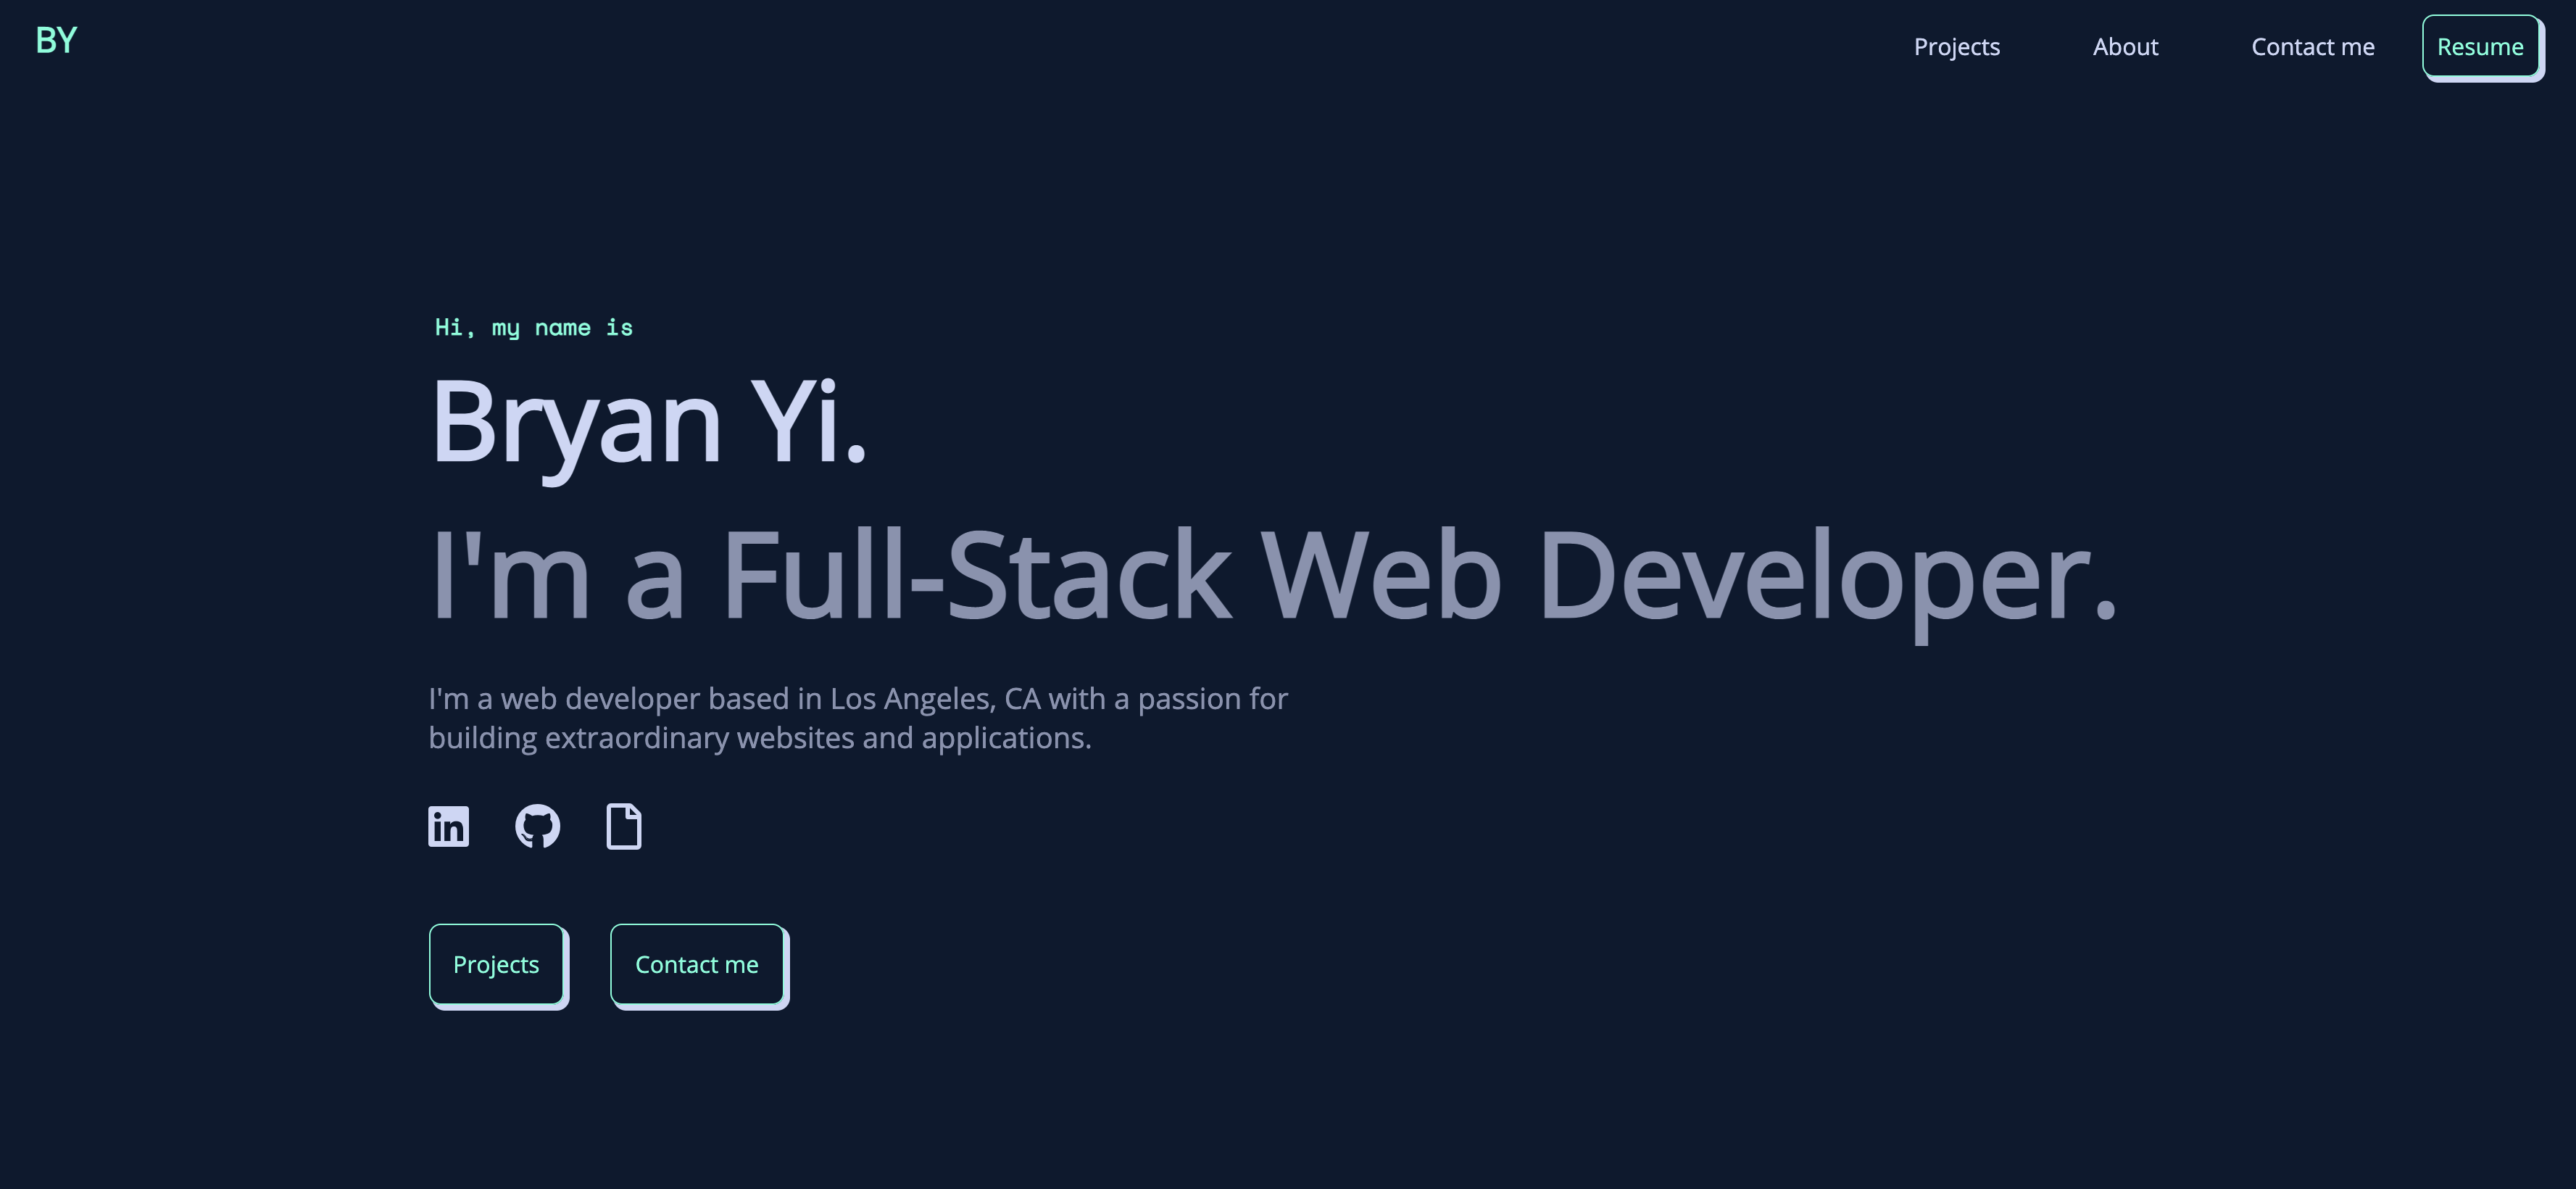 BY
Projects About Contact me Resume
Hi, my name is
Bryan Yi.
I'm a Full-Stack Web Developer.
I'm a web developer based in Los Angeles, CA with a passion for
building extraordinary websites and applications.
in
Projects Contact me